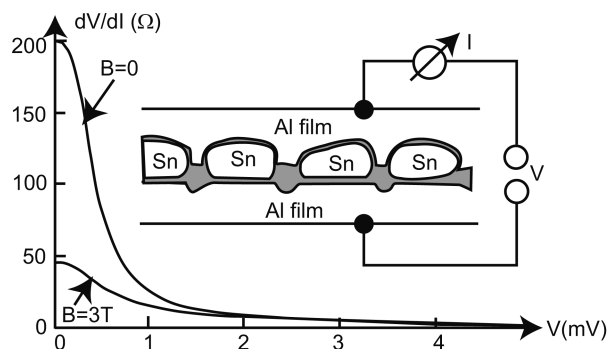 dV/dI (Ω)
200
150
100
50
0
B=0
B=3T
I
Al film
Sn
Sn
Sn
Sn
V
Al film
0
1
2
3
4
V(mV)